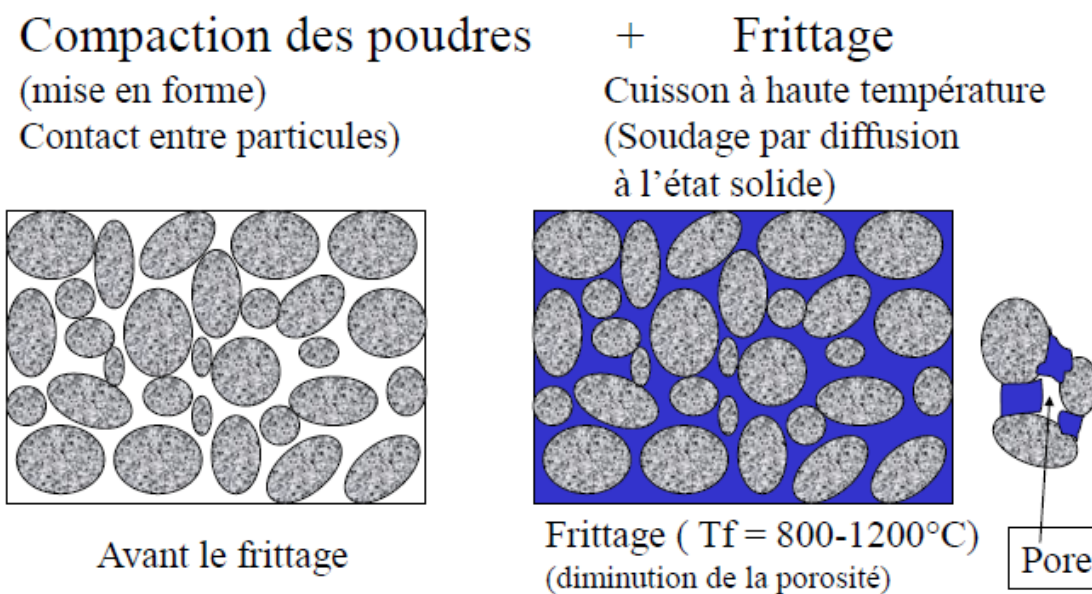 Compaction des poudres + Frittage
(mise en forme)
Contact entre particules)
Cuisson à haute température
(Soudage par diffusion
à l'état solide)
Avant le frittage
Frittage ( Tf = 800-1200°C)
(diminution de la porosité)
Pore